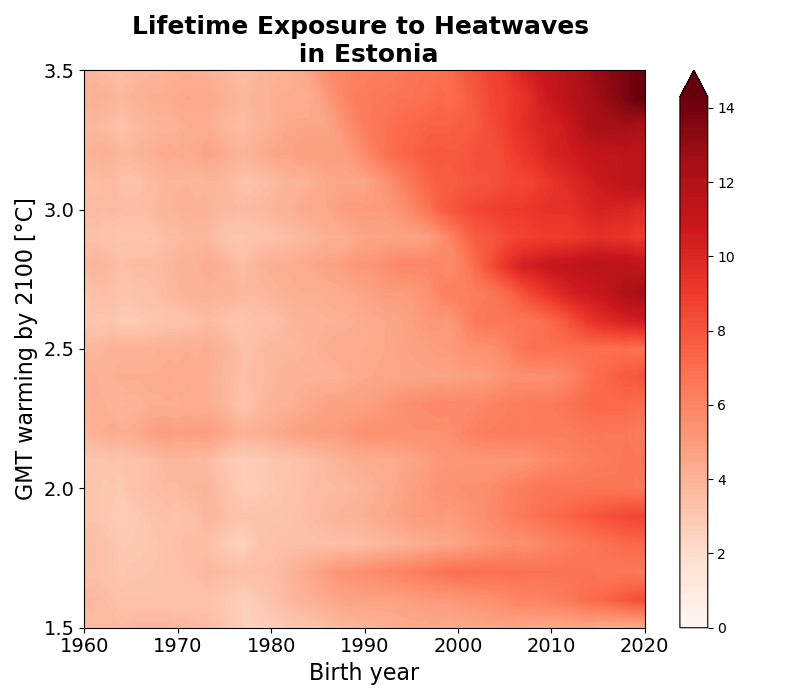 Lifetime Exposure to Heatwaves
in Estonia
GMT warming by 2100 [°C]
3.5
3.0
2.5
2.0
1.5
1960 1970 1980 1990 2000 2010 2020
Birth year
14
12
10
8
6
4
2
0